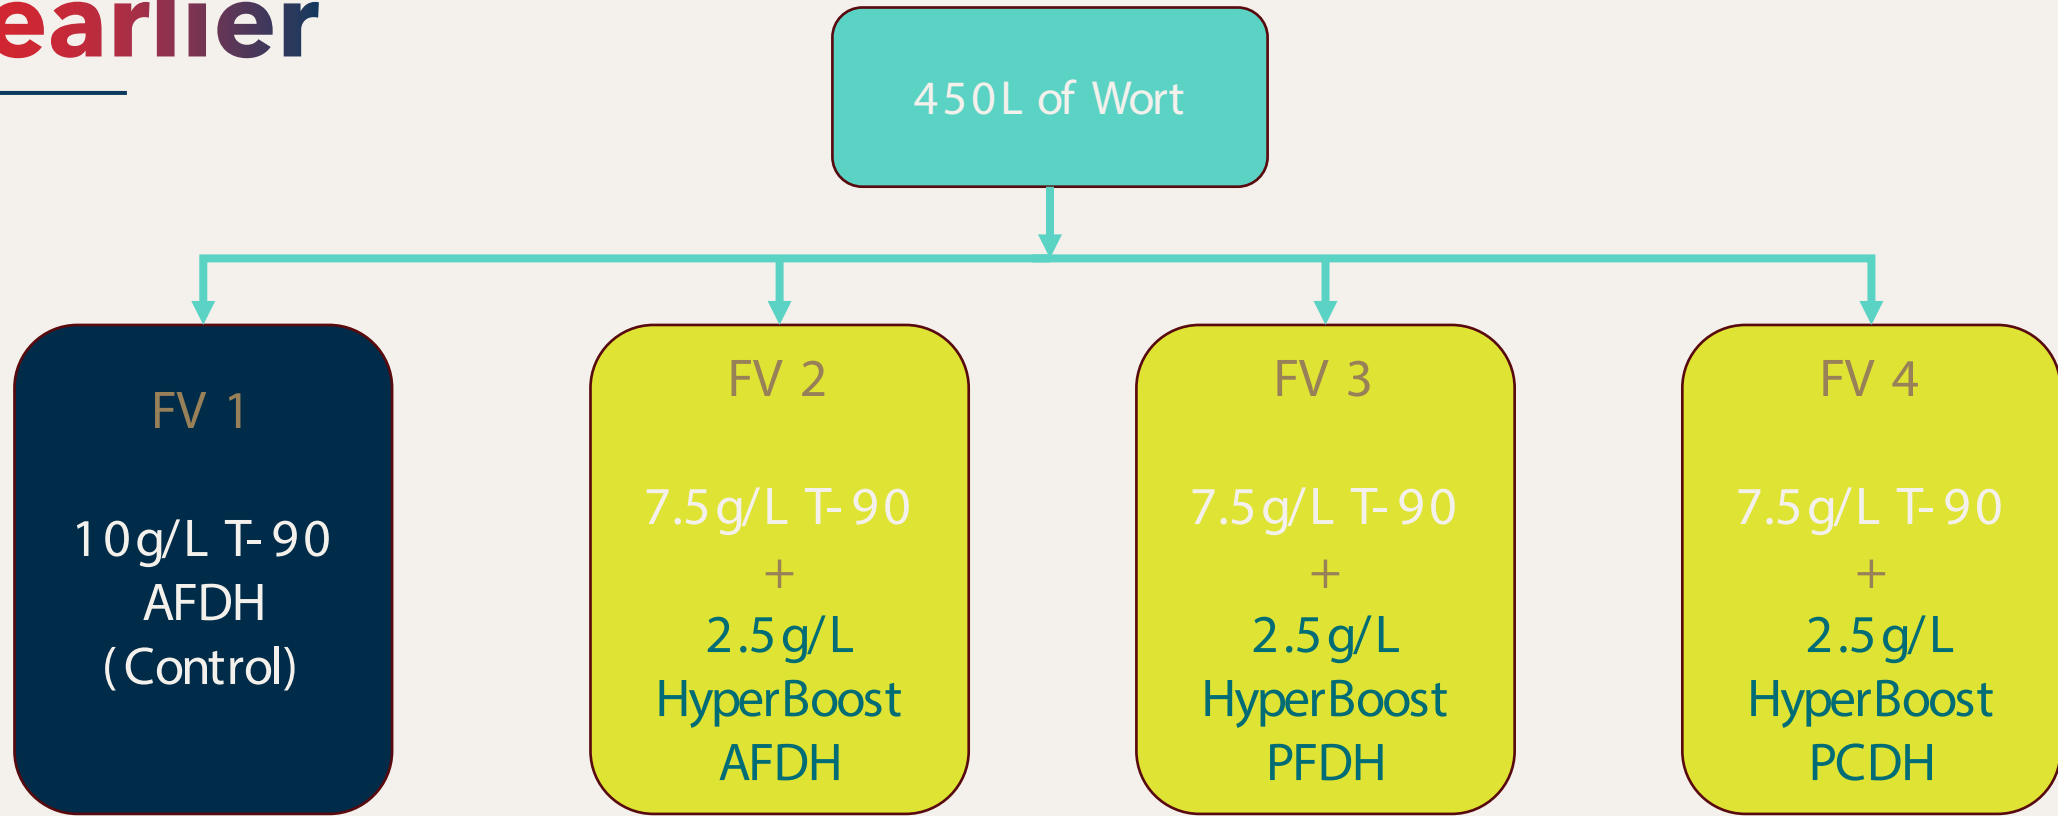 earlier
450L of Wort
FV 1
10g/L T-90
AFDH
(Control)
FV 2
7.5g/L T-90
+
2.5g/L
HyperBoost
AFDH
FV 3
7.5g/L T-90
+
2.5g/L
HyperBoost
PFDH
FV 4
7.5g/L T-90
+
2.5g/L
HyperBoost
PCDH